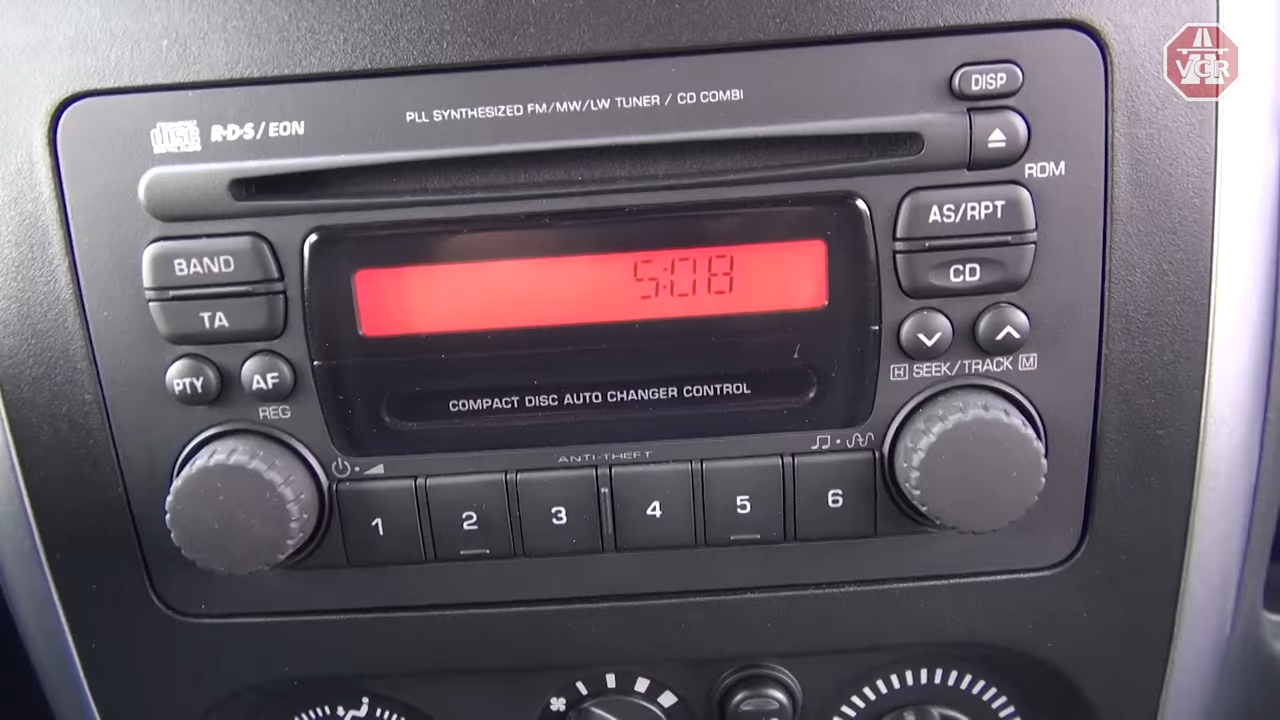 VCR
DISP
PLL SYNTHESIZED FM/MW/LW TUNER / CD COMBI
disc R·D·S/EON
RDM
BAND
TA
5:08
AS/RPT
CD
PTY AF
REG
H SEEK/TRACK M
COMPACT DISC AUTO CHANGER CONTROL
ANTI-THEFT
1 2 3 4 5 6